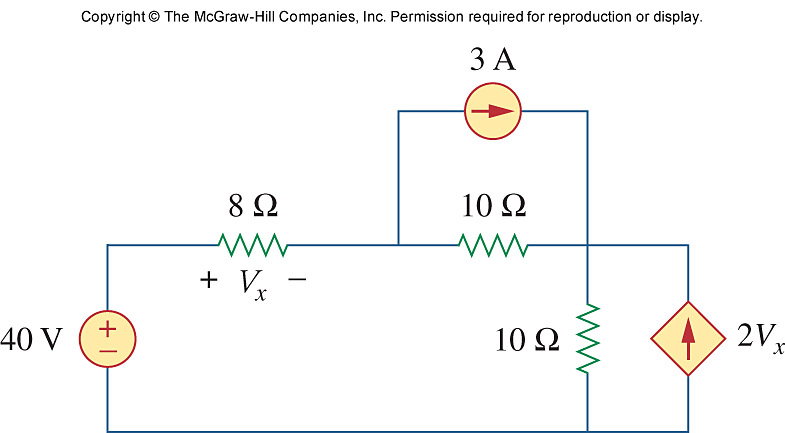 Copyright © The McGraw-Hill Companies, Inc. Permission required for reproduction or display.
3 A
8 Ω
10 Ω
+ Vx −
40 V
+
−
10 Ω
2Vx